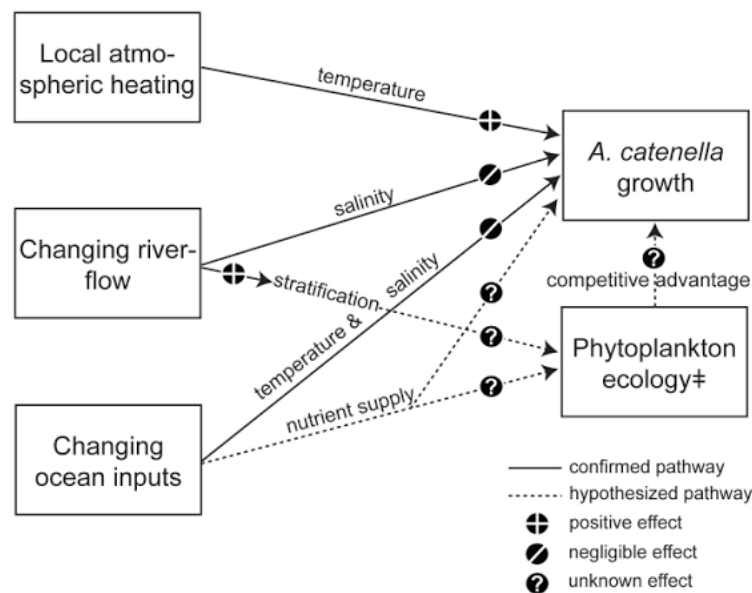 Local atmo-
spheric heating
temperature
A. catenella
growth
salinity
Changing river-
flow
stratification
salinity
temperature &
competitive advantage
Phytoplankton
ecology‡
nutrient supply
Changing
ocean inputs
confirmed pathway
hypothesized pathway
positive effect
negligible effect
unknown effect